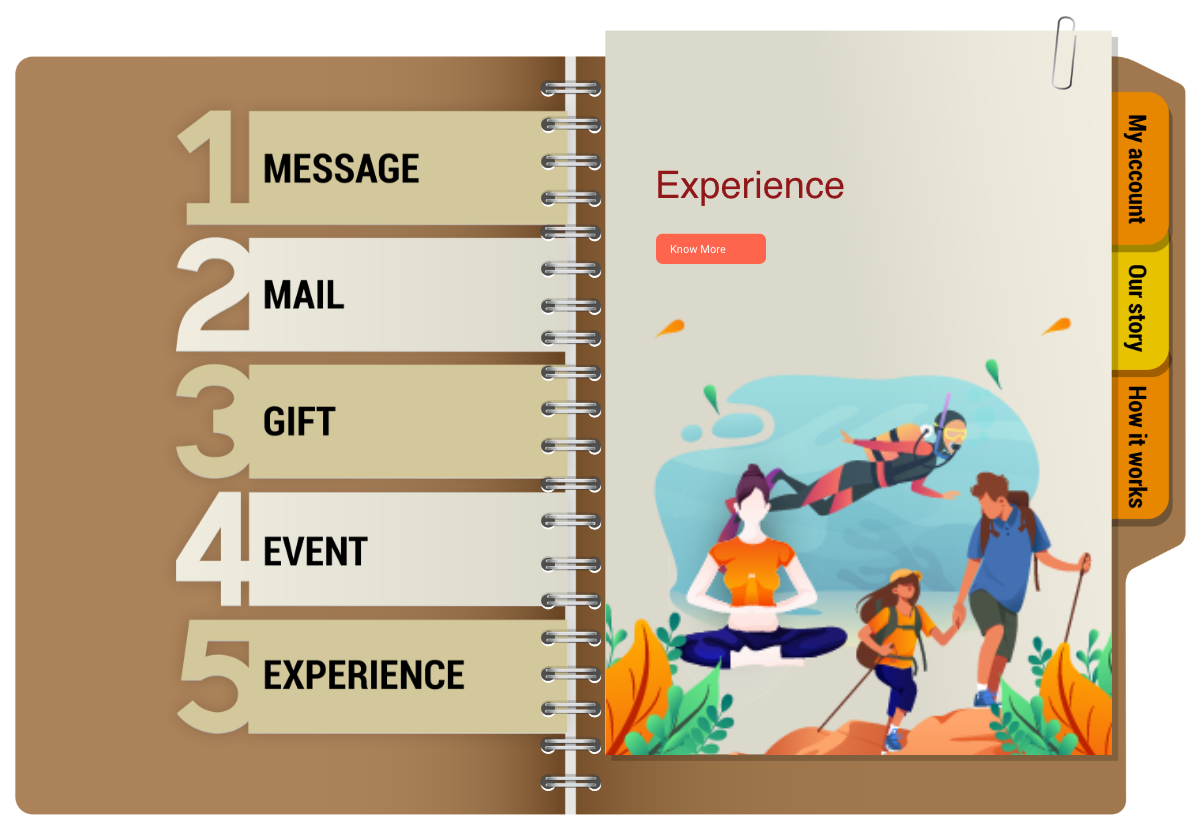 1 MESSAGE
2 MAIL
3 GIFT
4 EVENT
5 EXPERIENCE
Experience
Know More
My account
Our story
How it works